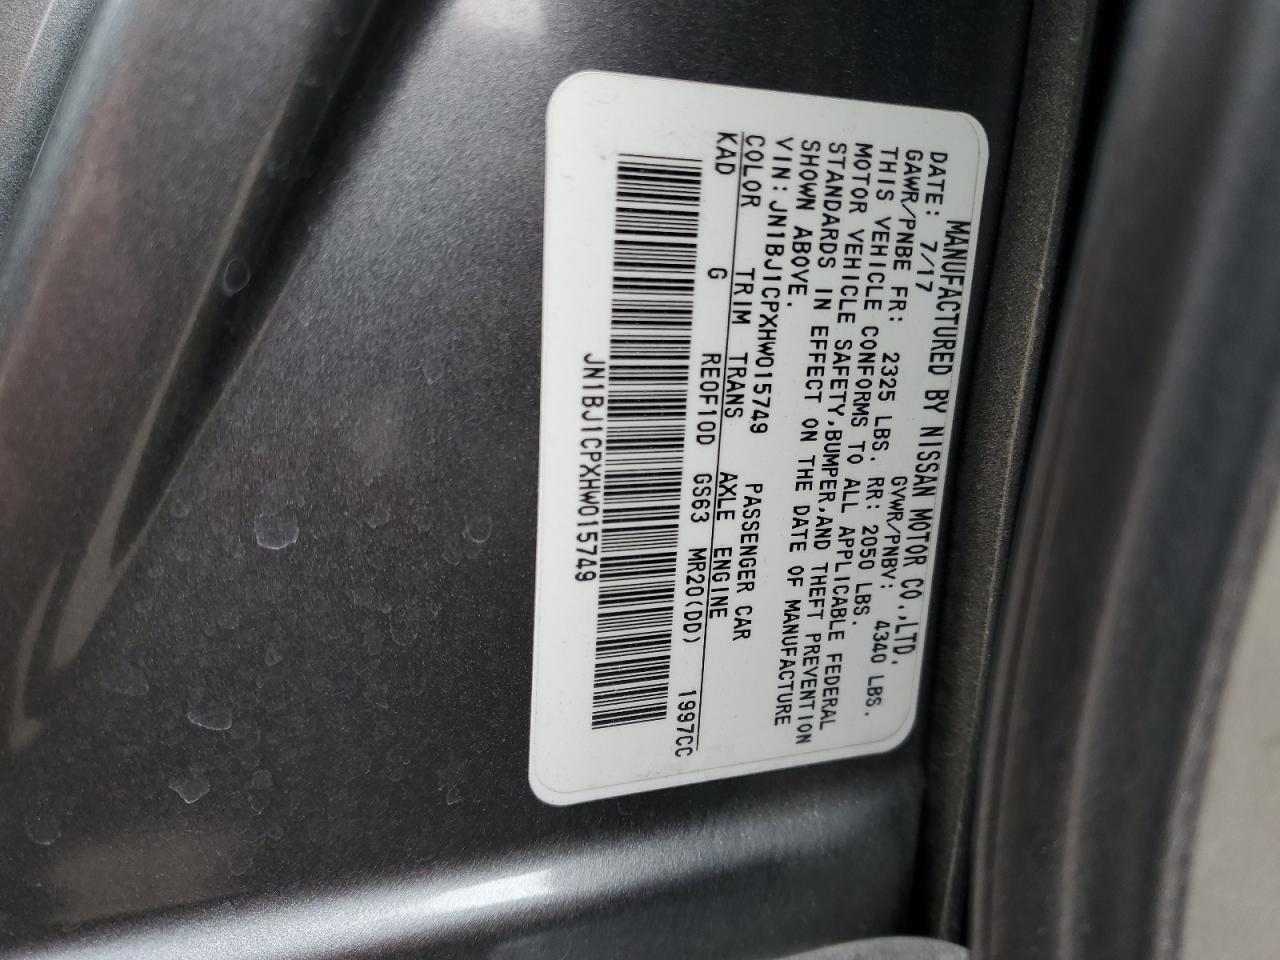 MANUFACTURED BY NISSAN MOTOR CO.,LTD.
DATE: 7/17 GVWR/PNBV: 4340 LBS.
GAWR/PNBE FR: 2325 LBS. RR: 2050 LBS.
THIS VEHICLE CONFORMS TO ALL APPLICABLE FEDERAL
MOTOR VEHICLE SAFETY,BUMPER,AND THEFT PREVENTION
STANDARDS IN EFFECT ON THE DATE OF MANUFACTURE
SHOWN ABOVE.
VIN:JN1BJ1CPXHW015749 PASSENGER CAR
COLOR TRIM TRANS AXLE ENGINE
KAD G RE0F10D GS63 MR20(DD) 1997CC
JN1BJ1CPXHW015749